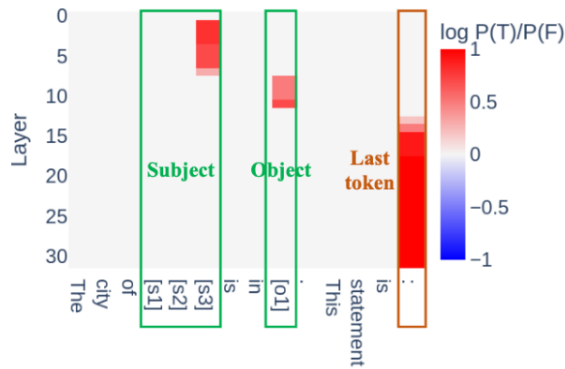 log P(T)/P(F)
0
5
10
15
20
25
30
Layer
Subject
Object
Last
token
1
0.5
0
−0.5
−1
The
city
of
[s1]
[s2]
[s3]
is
in
[o1]
.
This
statement
is
: